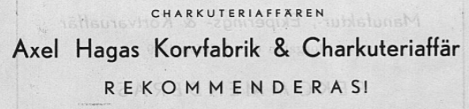 CHARKUTERIAFFÄREN
Axel Hagas Korvfabrik & Charkuteriaffär
REKOMMENDERAS!